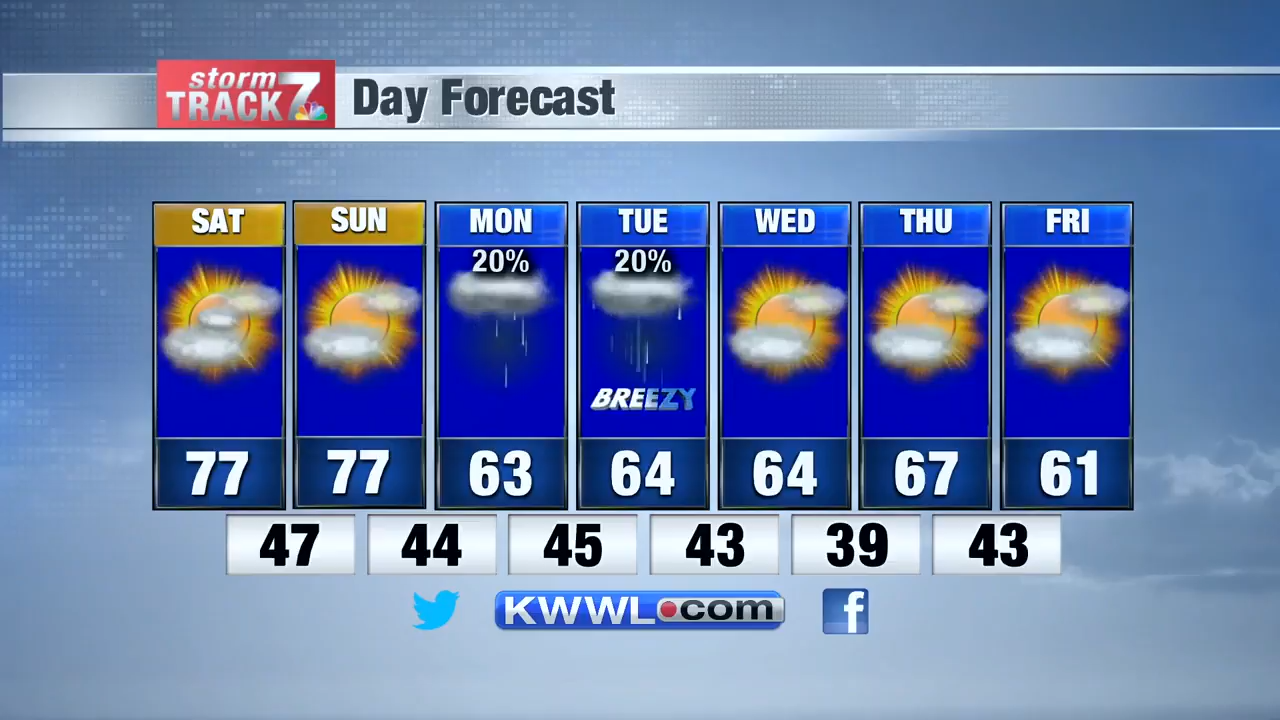 storm
TRACK 7 Day Forecast
SAT SUN MON TUE WED THU FRI
20% 20%
BREEZY
77 77 63 64 64 67 61
47 44 45 43 39 43
KWWL.com
f